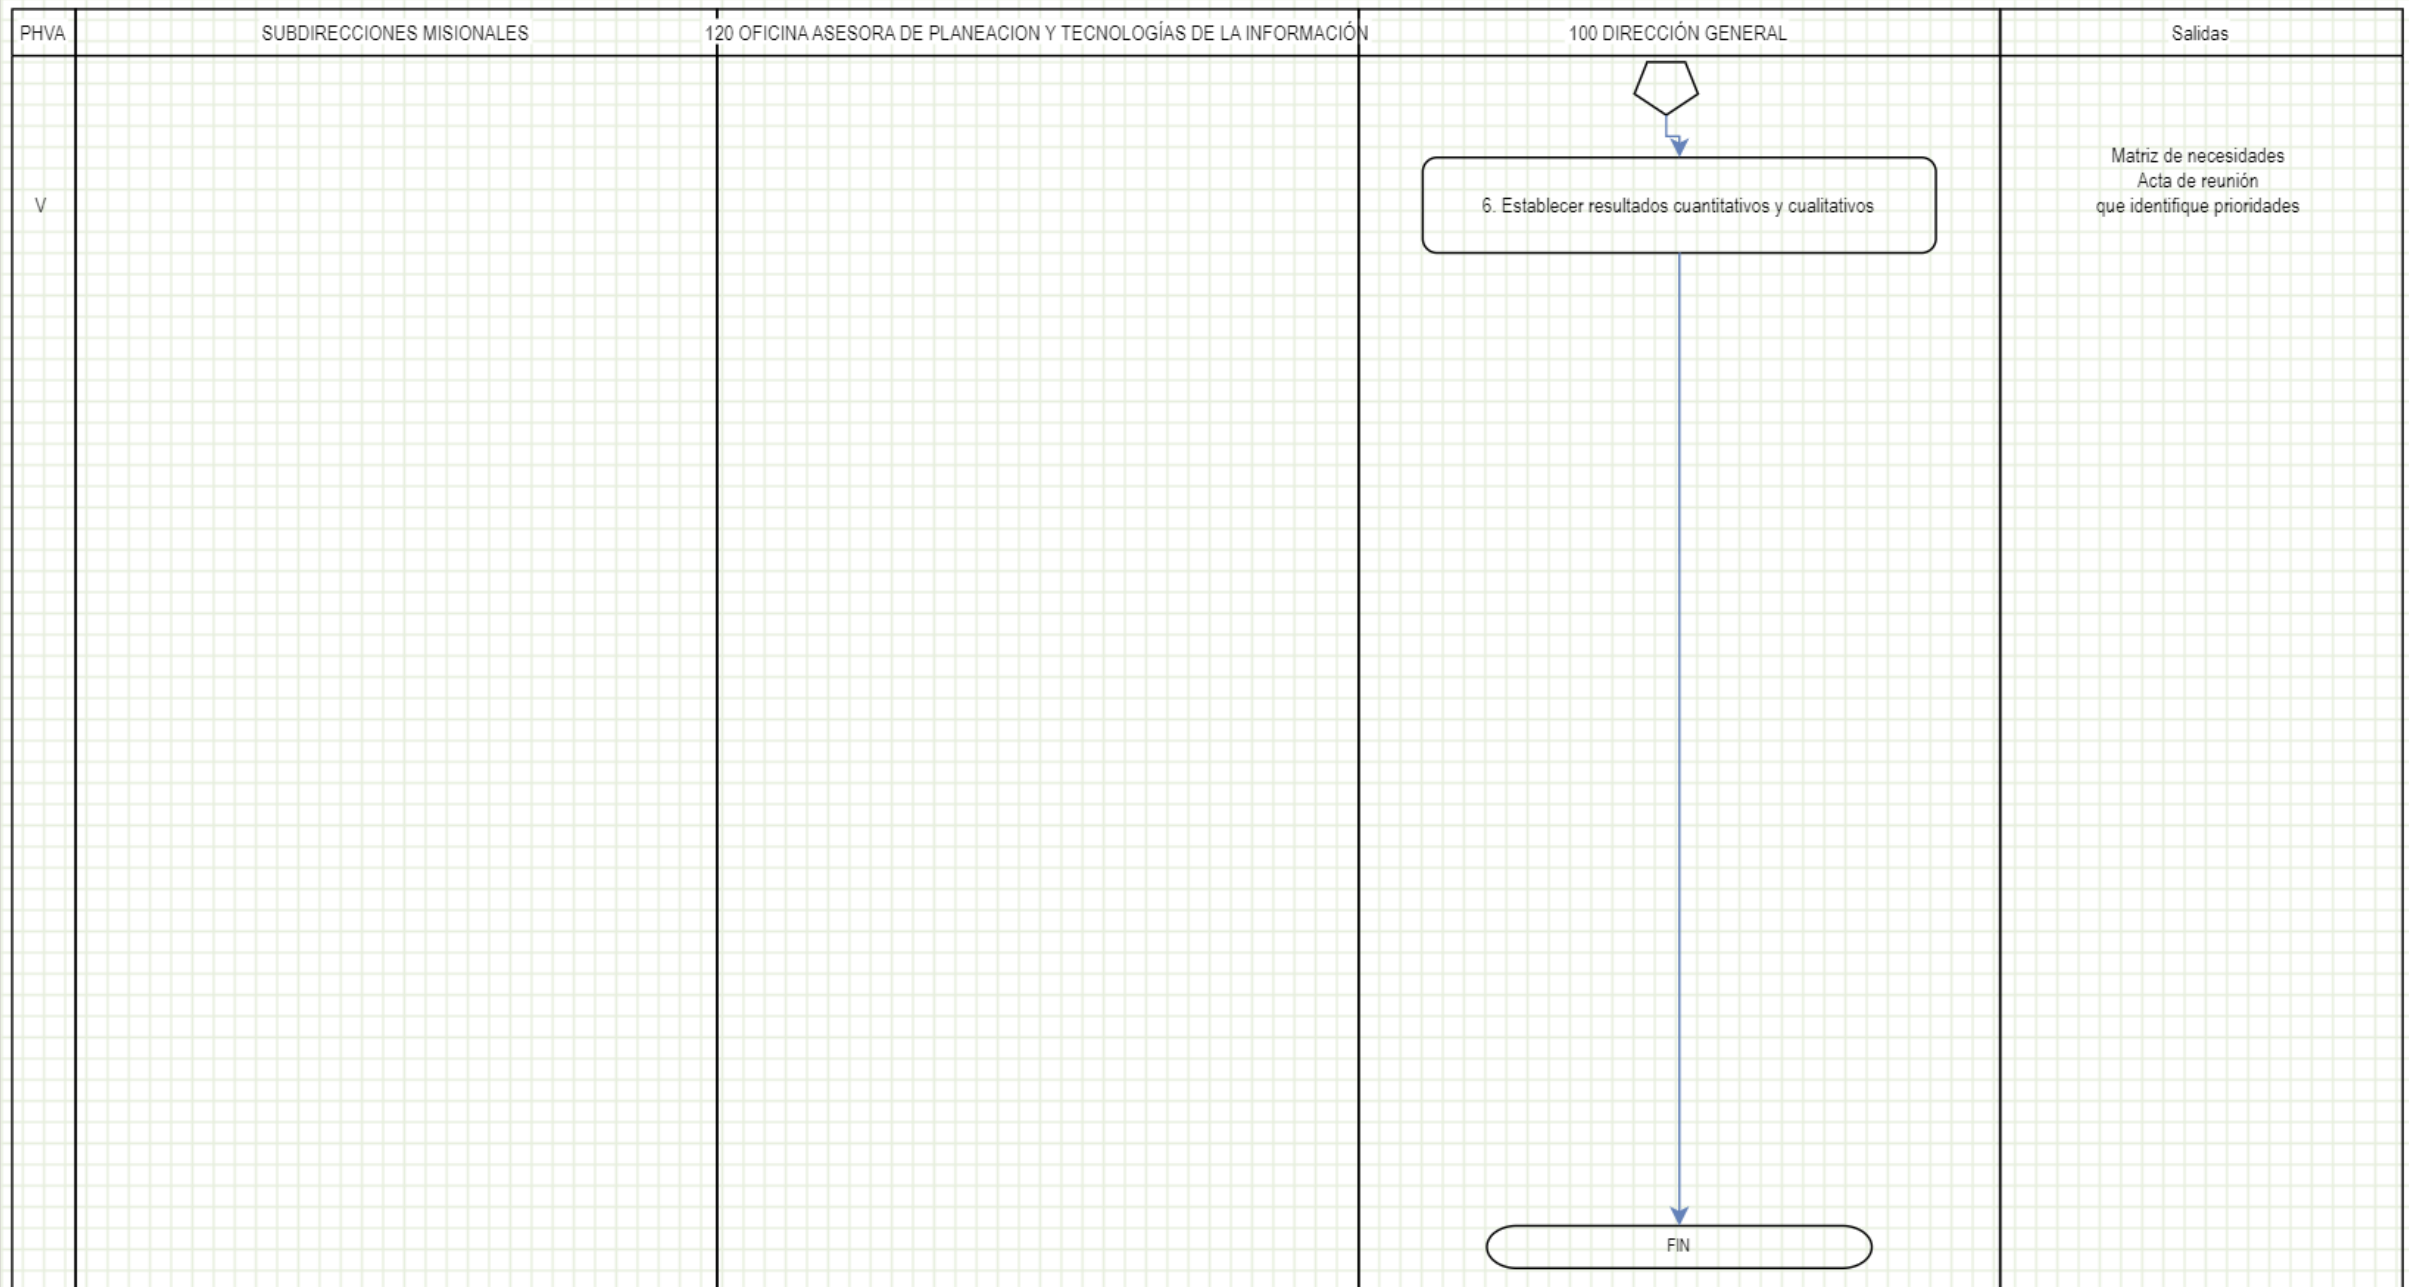 PHVA
SUBDIRECCIONES MISIONALES
120 OFICINA ASESORA DE PLANEACION Y TECNOLOGÍAS DE LA INFORMACIÓN
100 DIRECCIÓN GENERAL
Salidas
V
6. Establecer resultados cuantitativos y cualitativos
Matriz de necesidades
Acta de reunión
que identifique prioridades
FIN